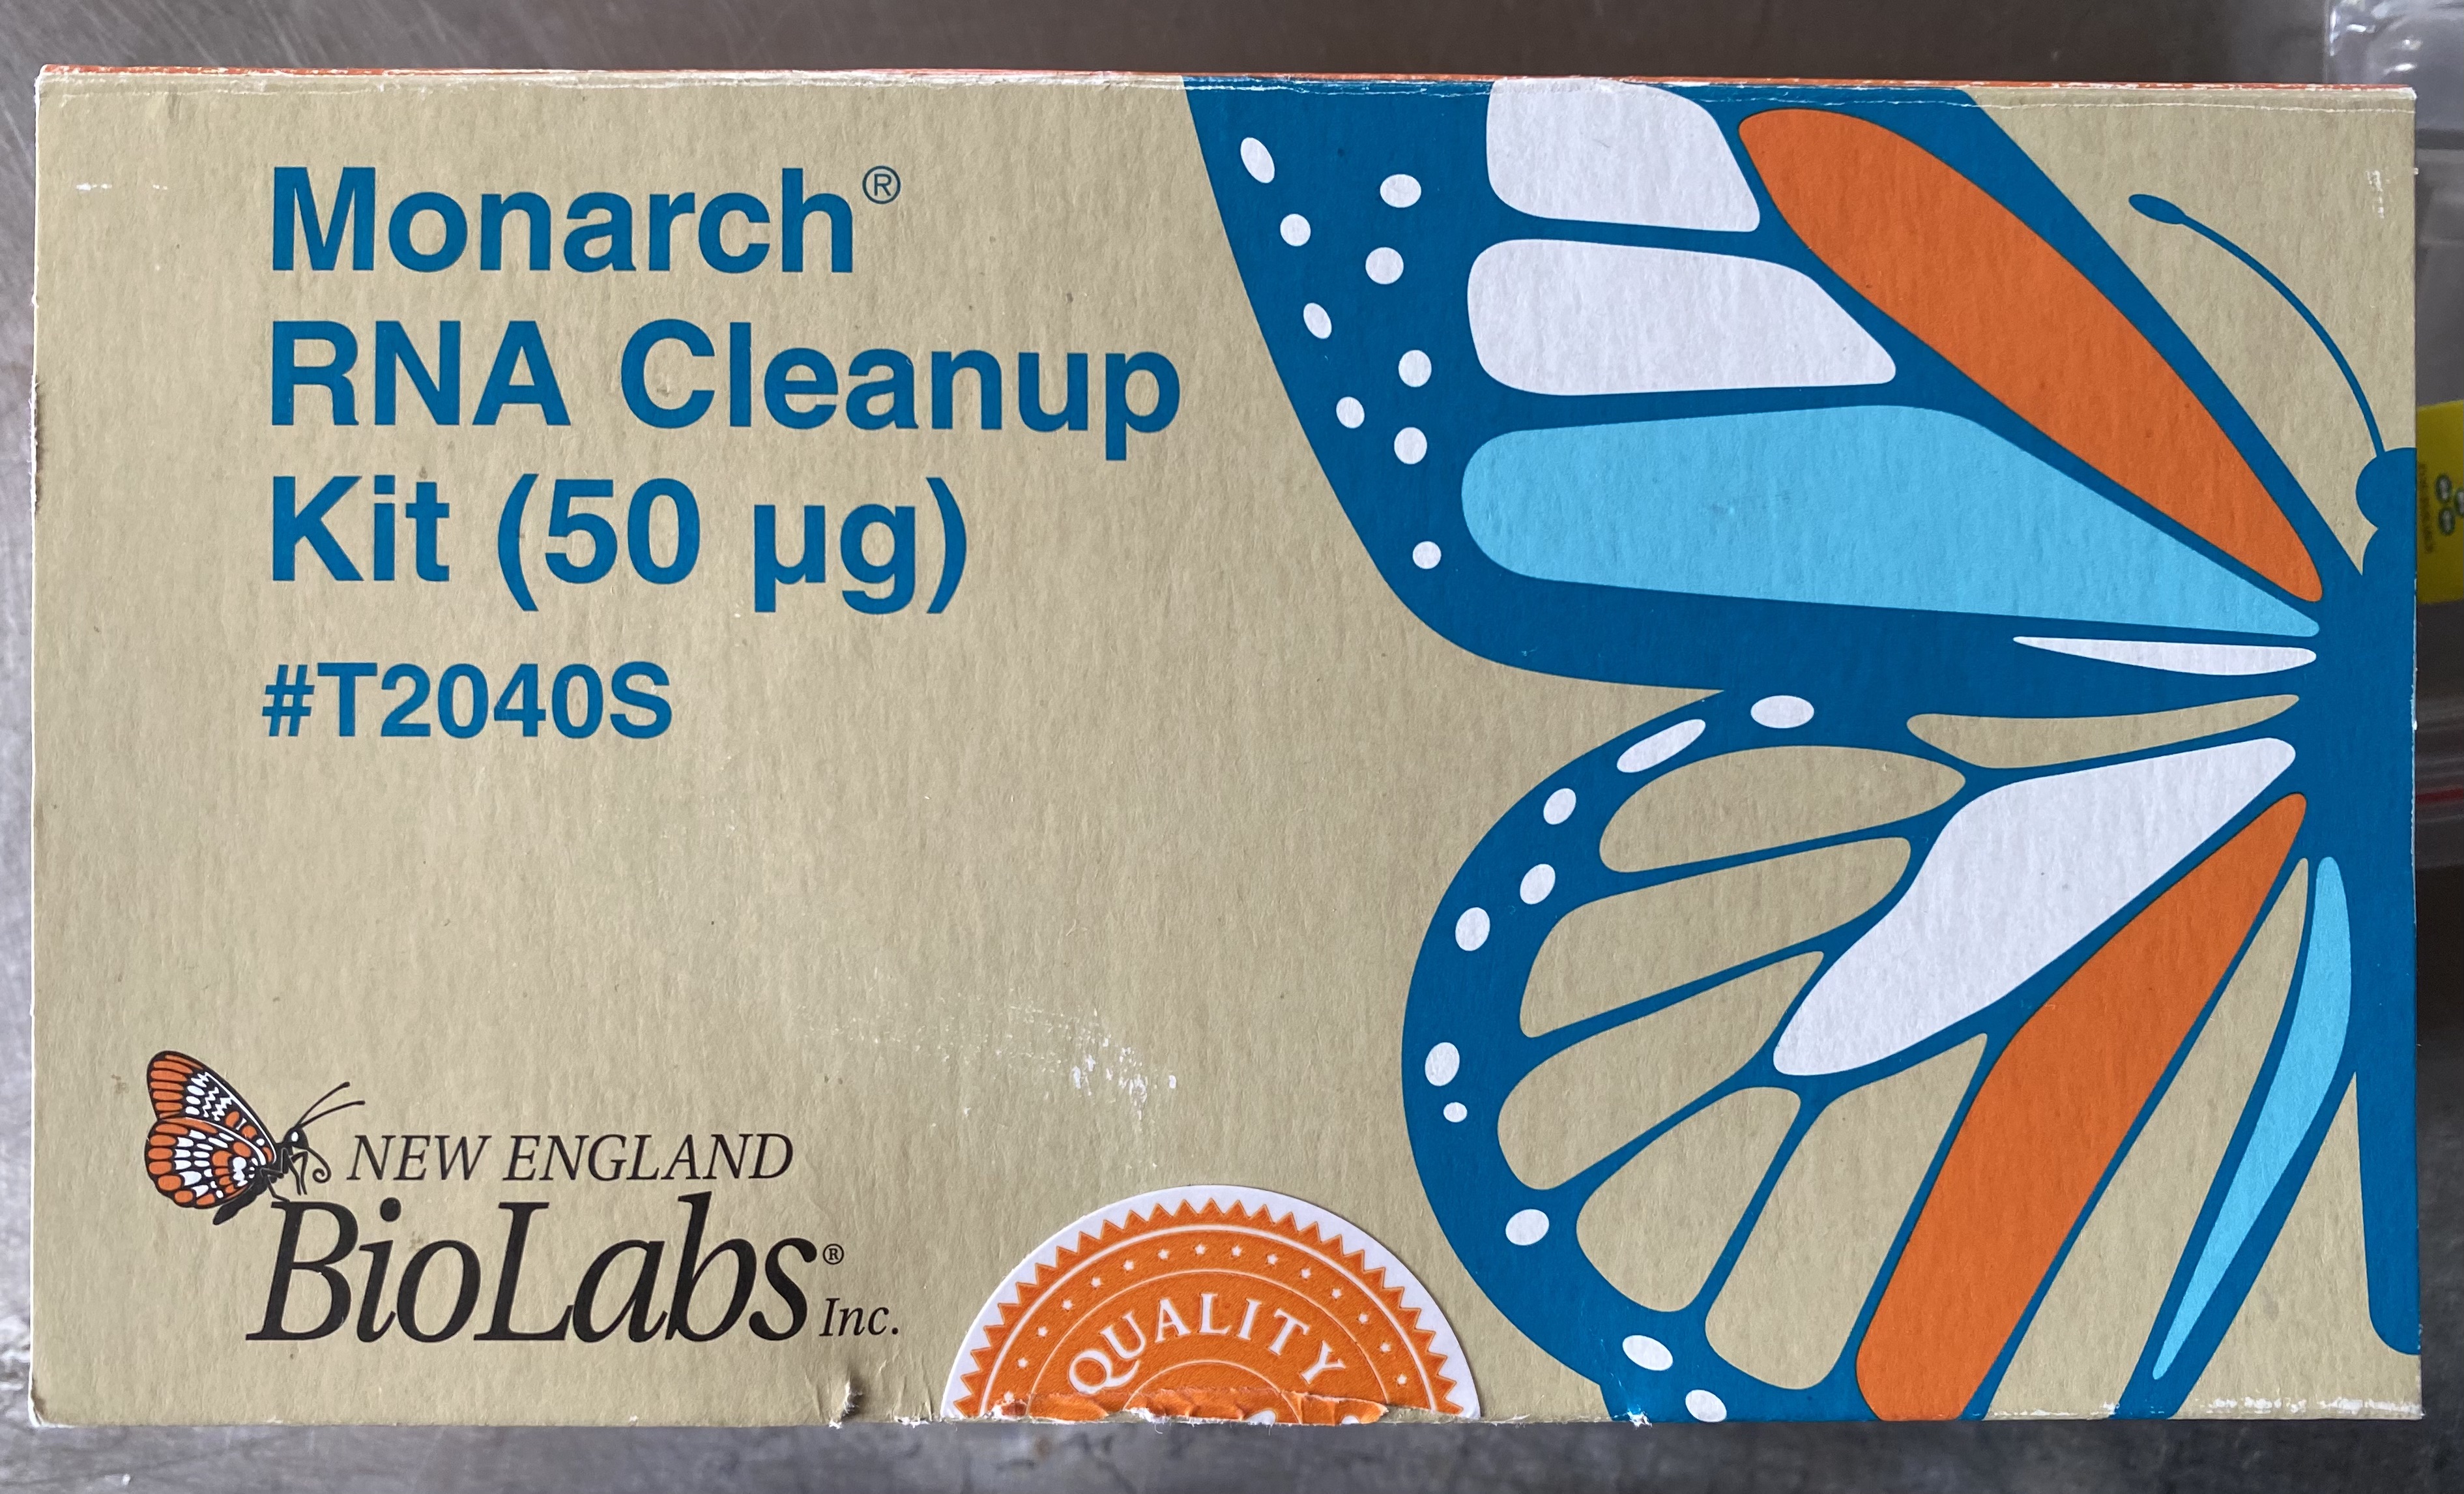 Monarch®
RNA Cleanup
Kit (50 µg)
#T2040S
NEW ENGLAND
BioLabs® Inc.
QUALITY